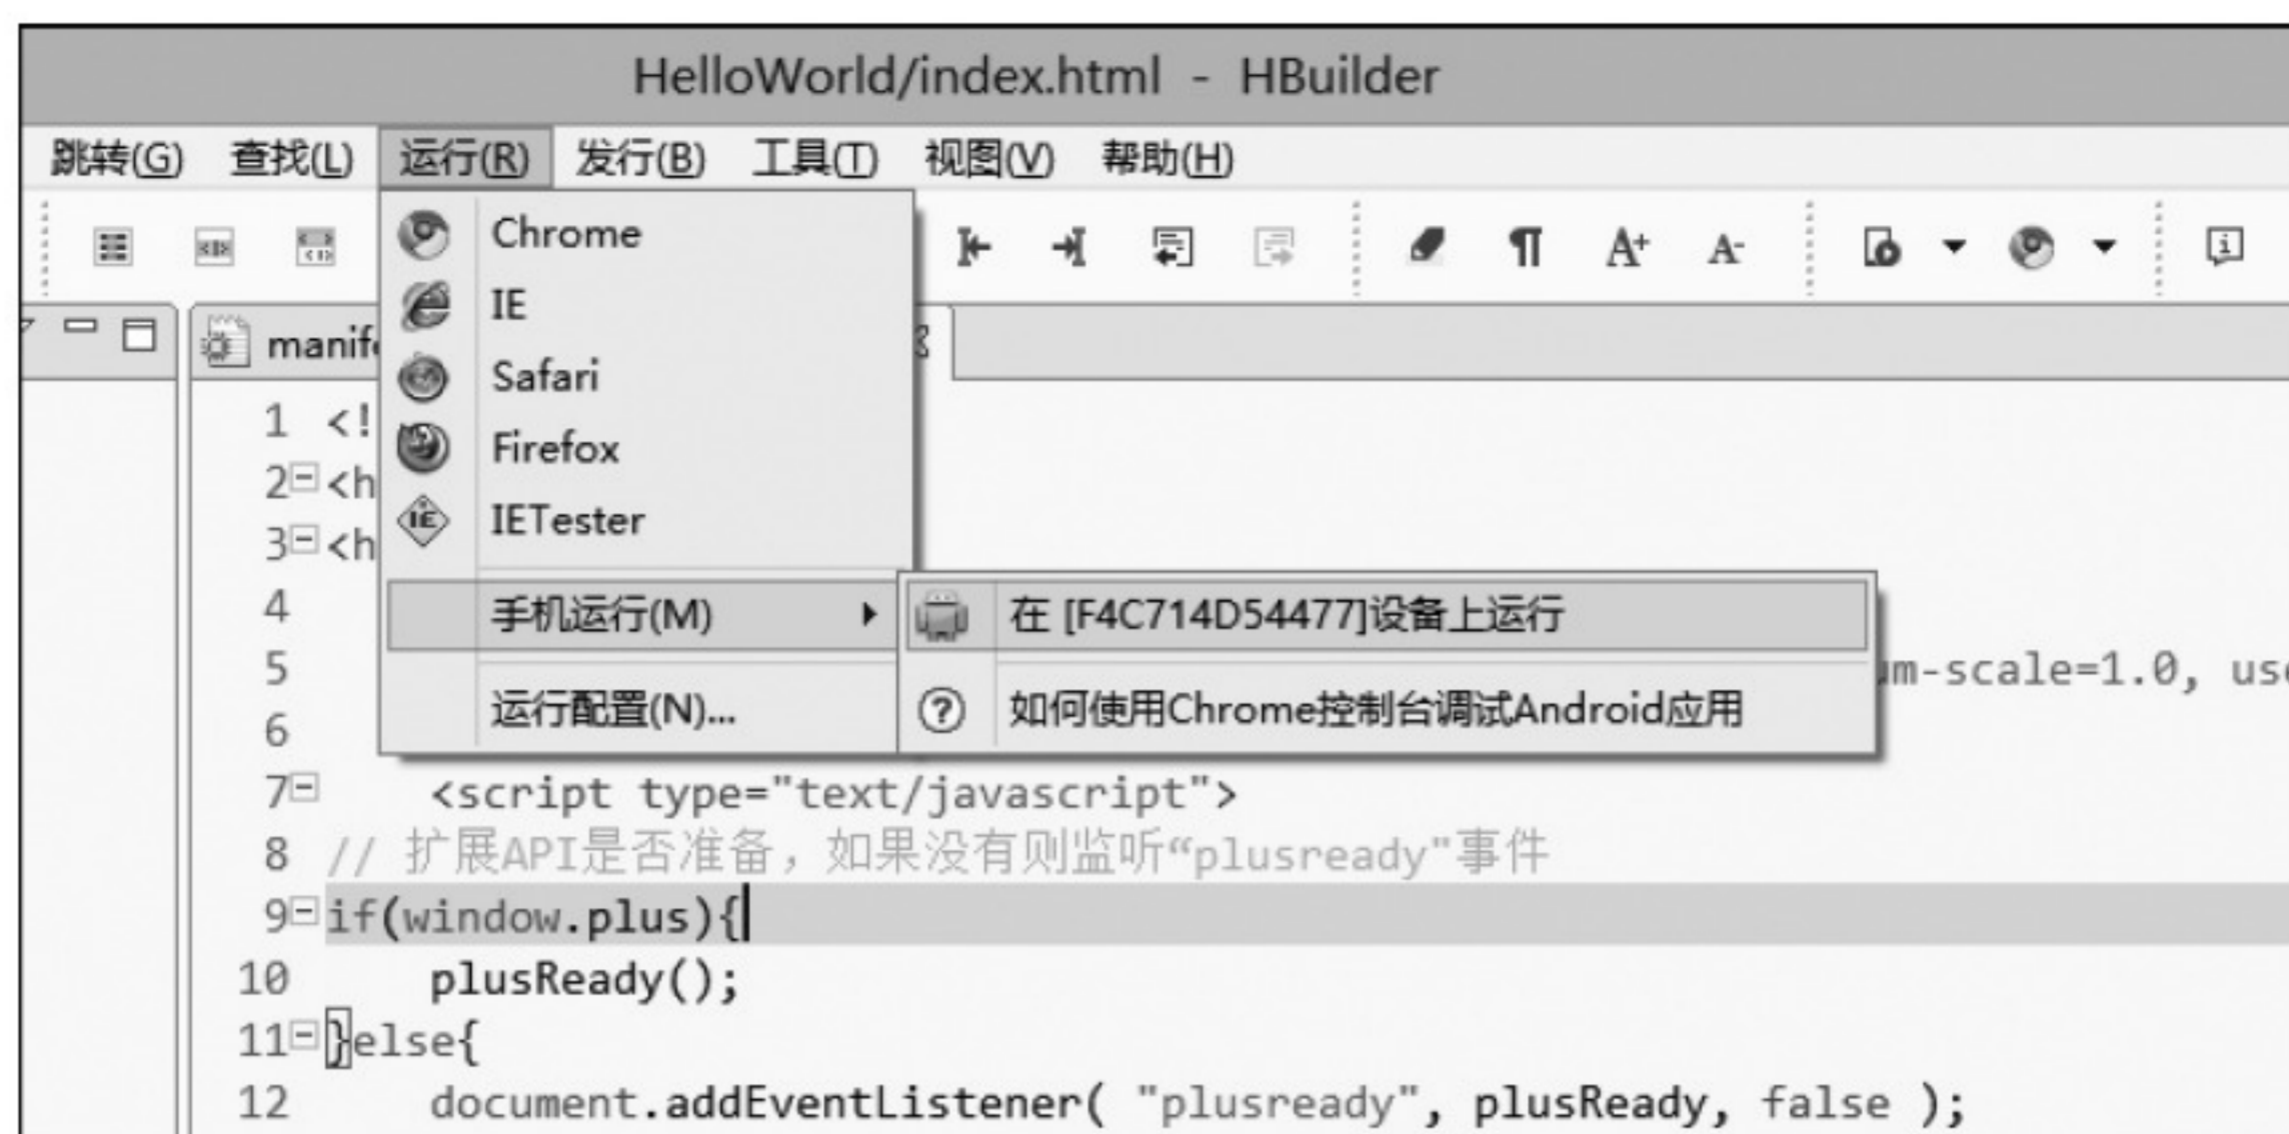 HelloWorld/index.html - HBuilder
跳转(G) 查找(L) 运行(R) 发行(B) 工具(T) 视图(V) 帮助(H)
Chrome
IE
Safari
Firefox
IETester
手机运行(M)
运行配置(N)...
在 [F4C714D54477]设备上运行
如何使用Chrome控制台调试Android应用
manife
1 <!
2 <h
3 <h
4
5 um-scale=1.0, use
6
7 <script type="text/javascript">
8 // 扩展API是否准备，如果没有则监听“plusready"事件
9 if(window.plus){
10 plusReady();
11 }else{
12 document.addEventListener( "plusready", plusReady, false );